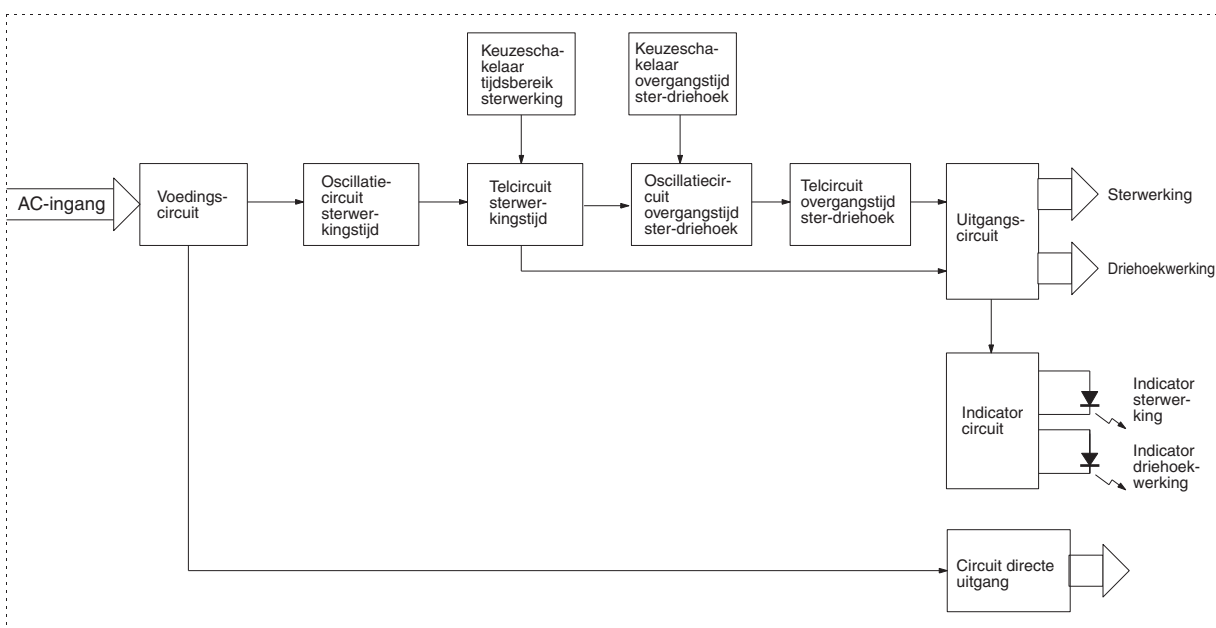 Keuzescha-
kelaar
tijdsbereik
sterwerking
Keuzescha-
kelaar
overgangstijd
ster-driehoek
AC-ingang
Voedings-
circuit
Oscillatie-
circuit
sterwer-
kingstijd
Telcircuit
sterwer-
kingstijd
Oscillatiecir-
cuit
overgangstijd
ster-driehoek
Telcircuit
overgangstijd
ster-driehoek
Uitgangs-
circuit
Sterwerking
Driehoekwerking
Indicator
circuit
Indicator
sterwer-
king
Indicator
driehoek-
werking
Circuit directe
uitgang